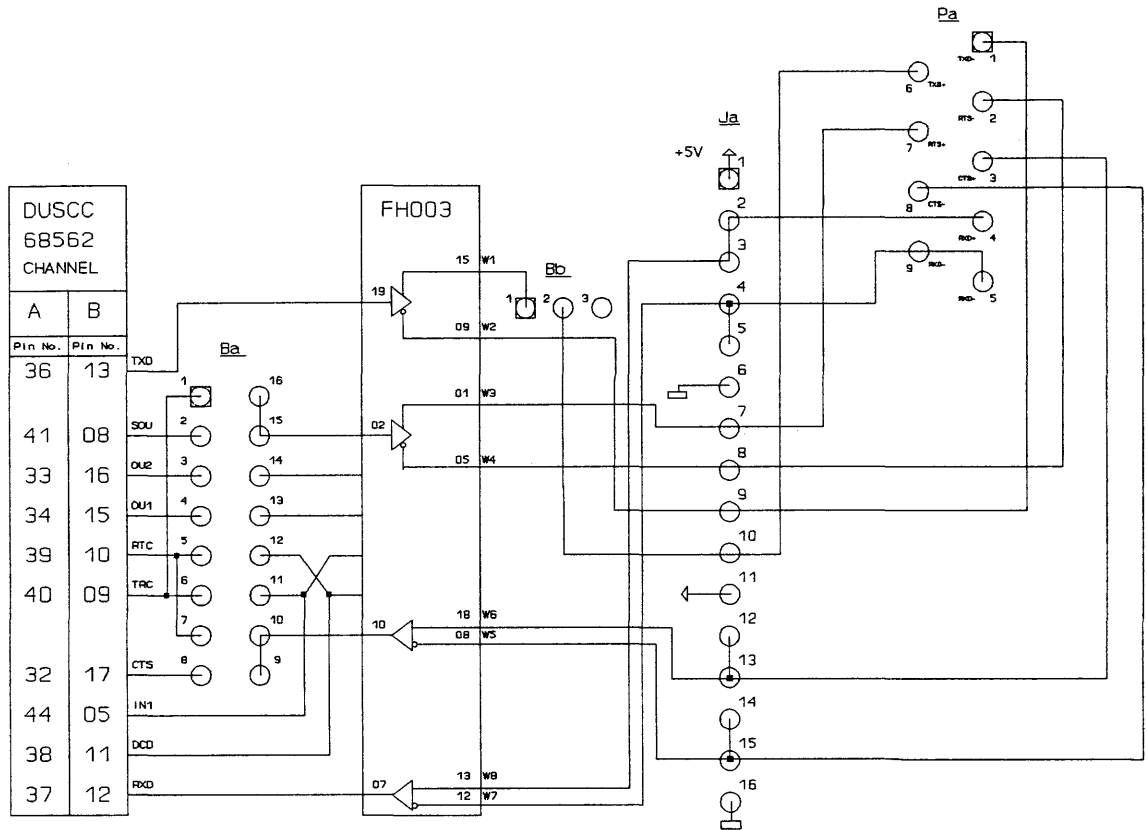 Pa
TXD- 1
6 TXD+
RTS- 2
7 RTS+
CTS+ 3
8 CTS-
RXD+ 4
9 RXD-
RXD- 5
Ja
+5V
1
2
3
4
5
6
7
8
9
10
11
12
13
14
15
16
DUSCC
68562
CHANNEL
A B
Pin No. Pin No.
36 13 TXD
41 08 SOU
33 16 OU2
34 15 OU1
39 10 RTC
40 09 TRC
32 17 CTS
44 05 IN1
38 11 DCD
37 12 RXD
Ba
1 16
2 15
3 14
4 13
5 12
6 11
7 10
8 9
FH003
19
15 W1
09 W2
02
01 W3
05 W4
10
18 W6
08 W5
07
13 W8
12 W7
Bb
1 2 3